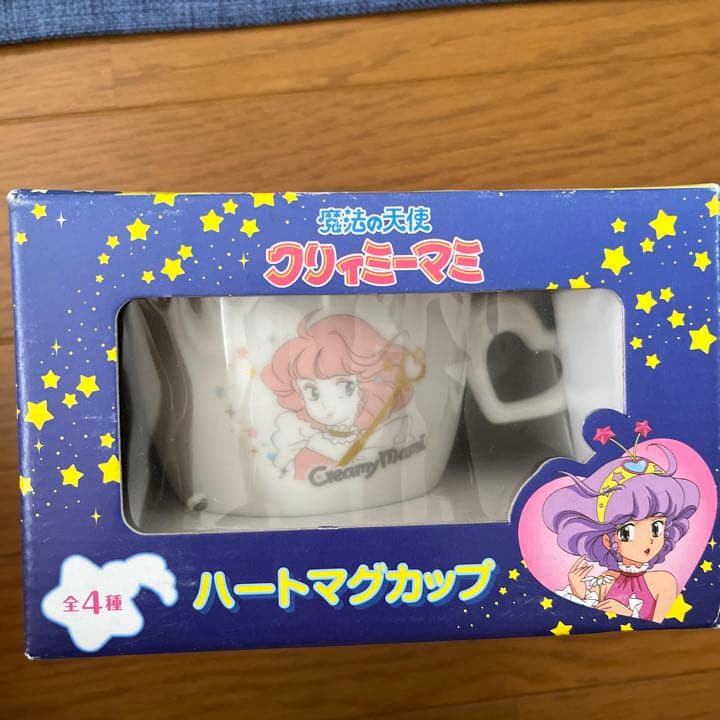 魔法の天使
クリィミーマミ
Creamy Mami
ハートマグカップ
全4種